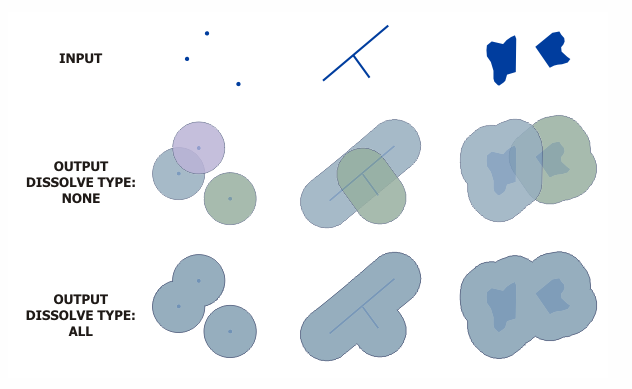 INPUT
OUTPUT
DISSOLVE TYPE:
NONE
OUTPUT
DISSOLVE TYPE:
ALL